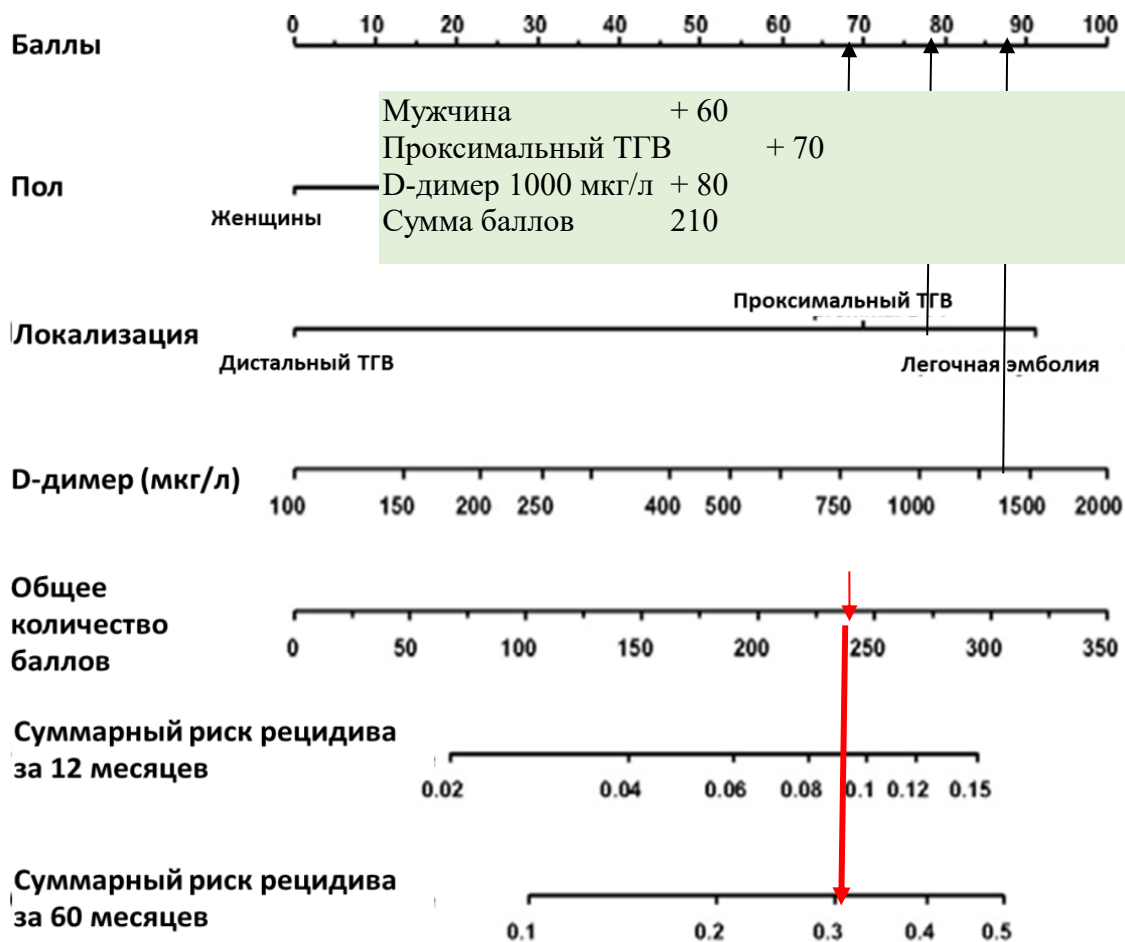 Баллы
0 10 20 30 40 50 60 70 80 90 100
Мужчина + 60
Проксимальный ТГВ + 70
D-димер 1000 мкг/л + 80
Сумма баллов 210
Пол
Женщины
Проксимальный ТГВ
Локализация
Дистальный ТГВ
Легочная эмболия
D-димер (мкг/л)
100 150 200 250 400 500 750 1000 1500 2000
Общее
количество
баллов
0 50 100 150 200 250 300 350
Суммарный риск рецидива
за 12 месяцев
0.02 0.04 0.06 0.08 0.1 0.12 0.15
Суммарный риск рецидива
за 60 месяцев
0.1 0.2 0.3 0.4 0.5